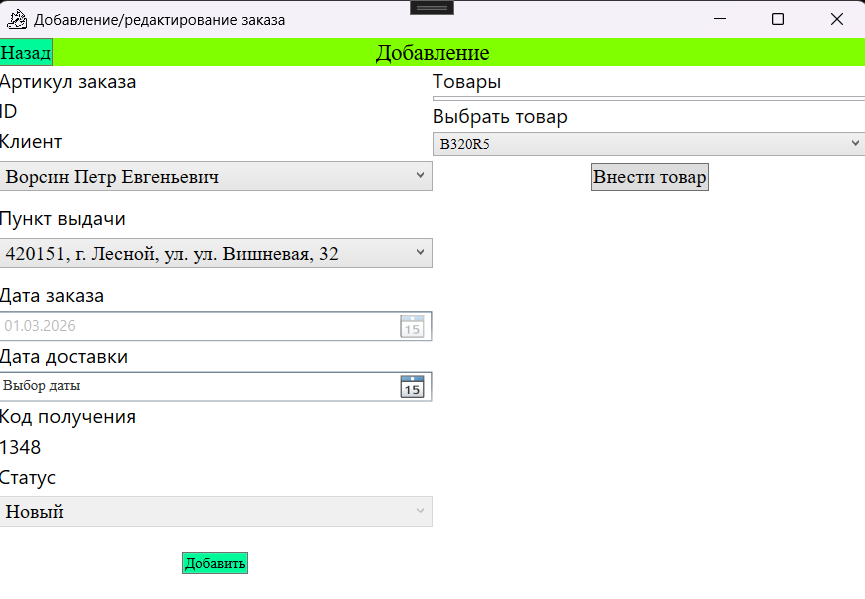 Добавление/редактирование заказа
Назад
Добавление
Артикул заказа
ID
Клиент
Ворсин Петр Евгеньевич
Пункт выдачи
420151, г. Лесной, ул. ул. Вишневая, 32
Дата заказа
01.03.2026
15
Дата доставки
Выбор даты
15
Код получения
1348
Статус
Новый
Добавить
Товары
Выбрать товар
B320R5
Внести товар